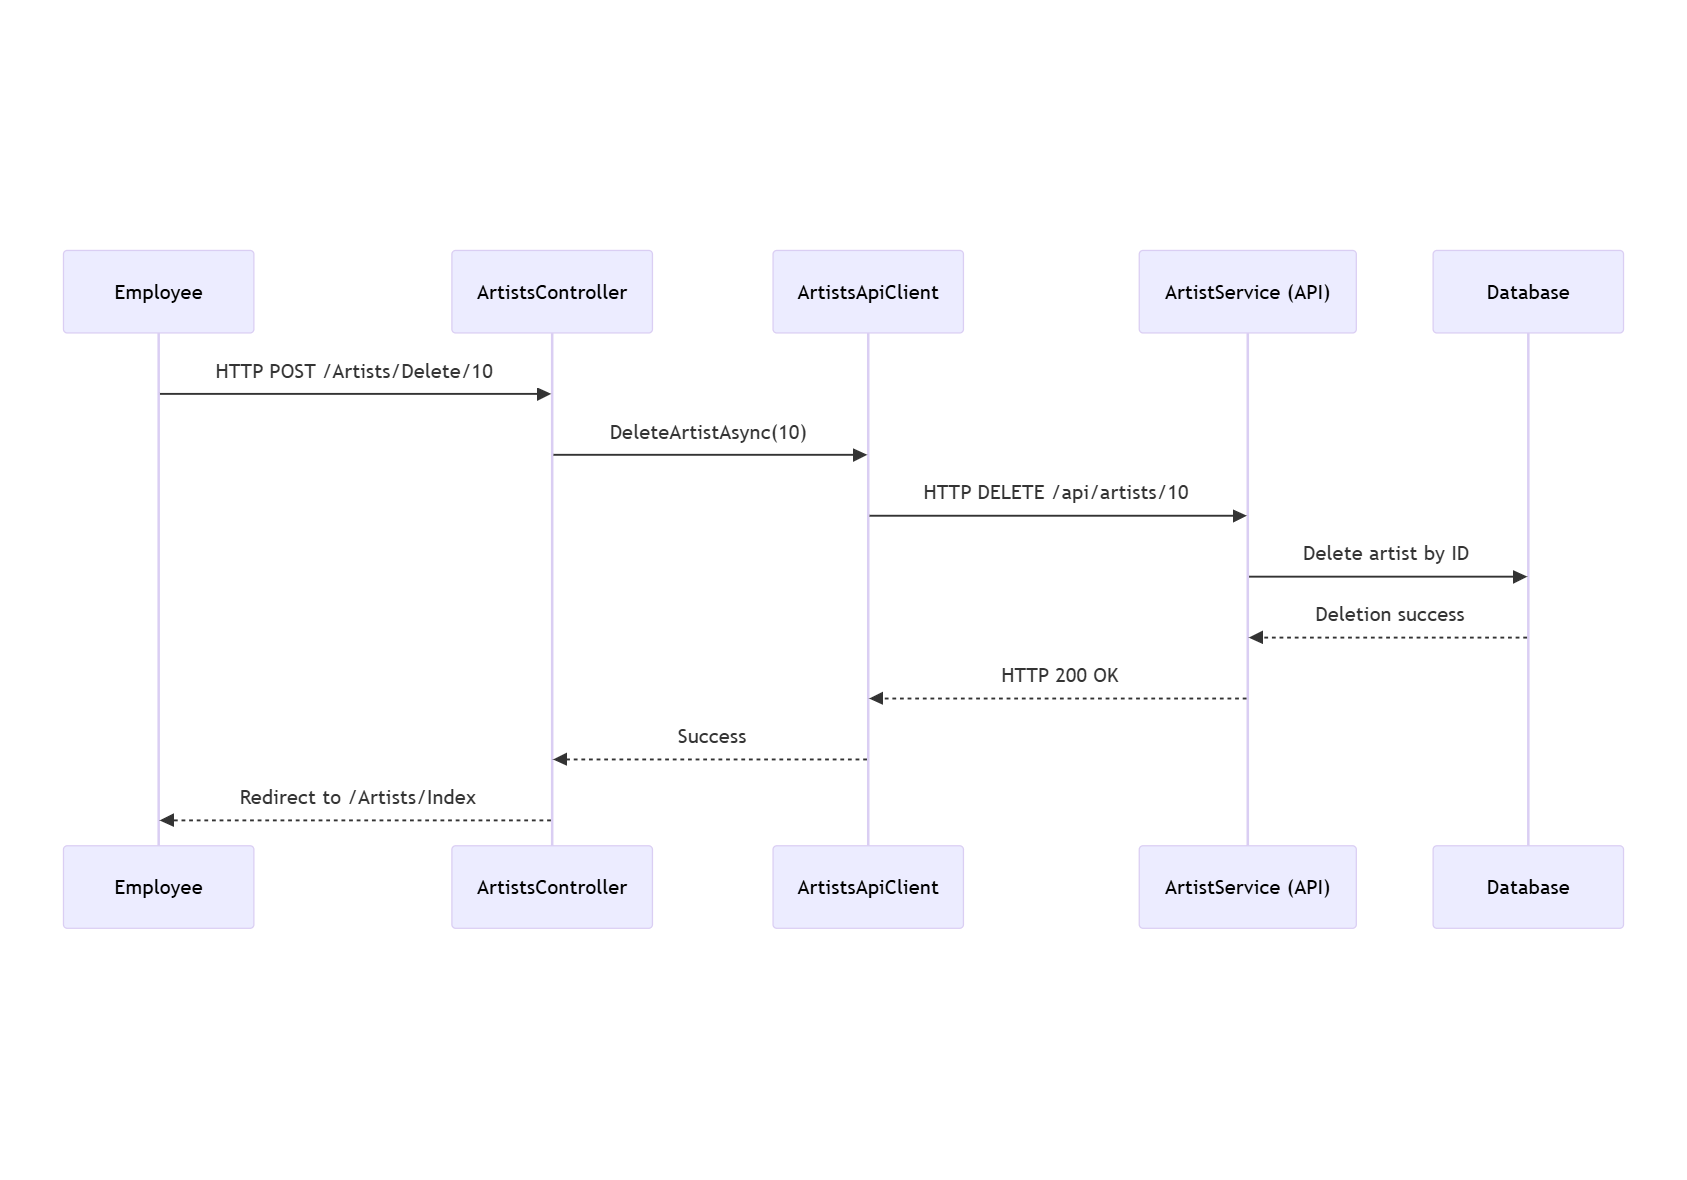 Employee
ArtistsController
ArtistsApiClient
ArtistService (API)
Database
HTTP POST /Artists/Delete/10
DeleteArtistAsync(10)
HTTP DELETE /api/artists/10
Delete artist by ID
Deletion success
HTTP 200 OK
Success
Redirect to /Artists/Index
Employee
ArtistsController
ArtistsApiClient
ArtistService (API)
Database